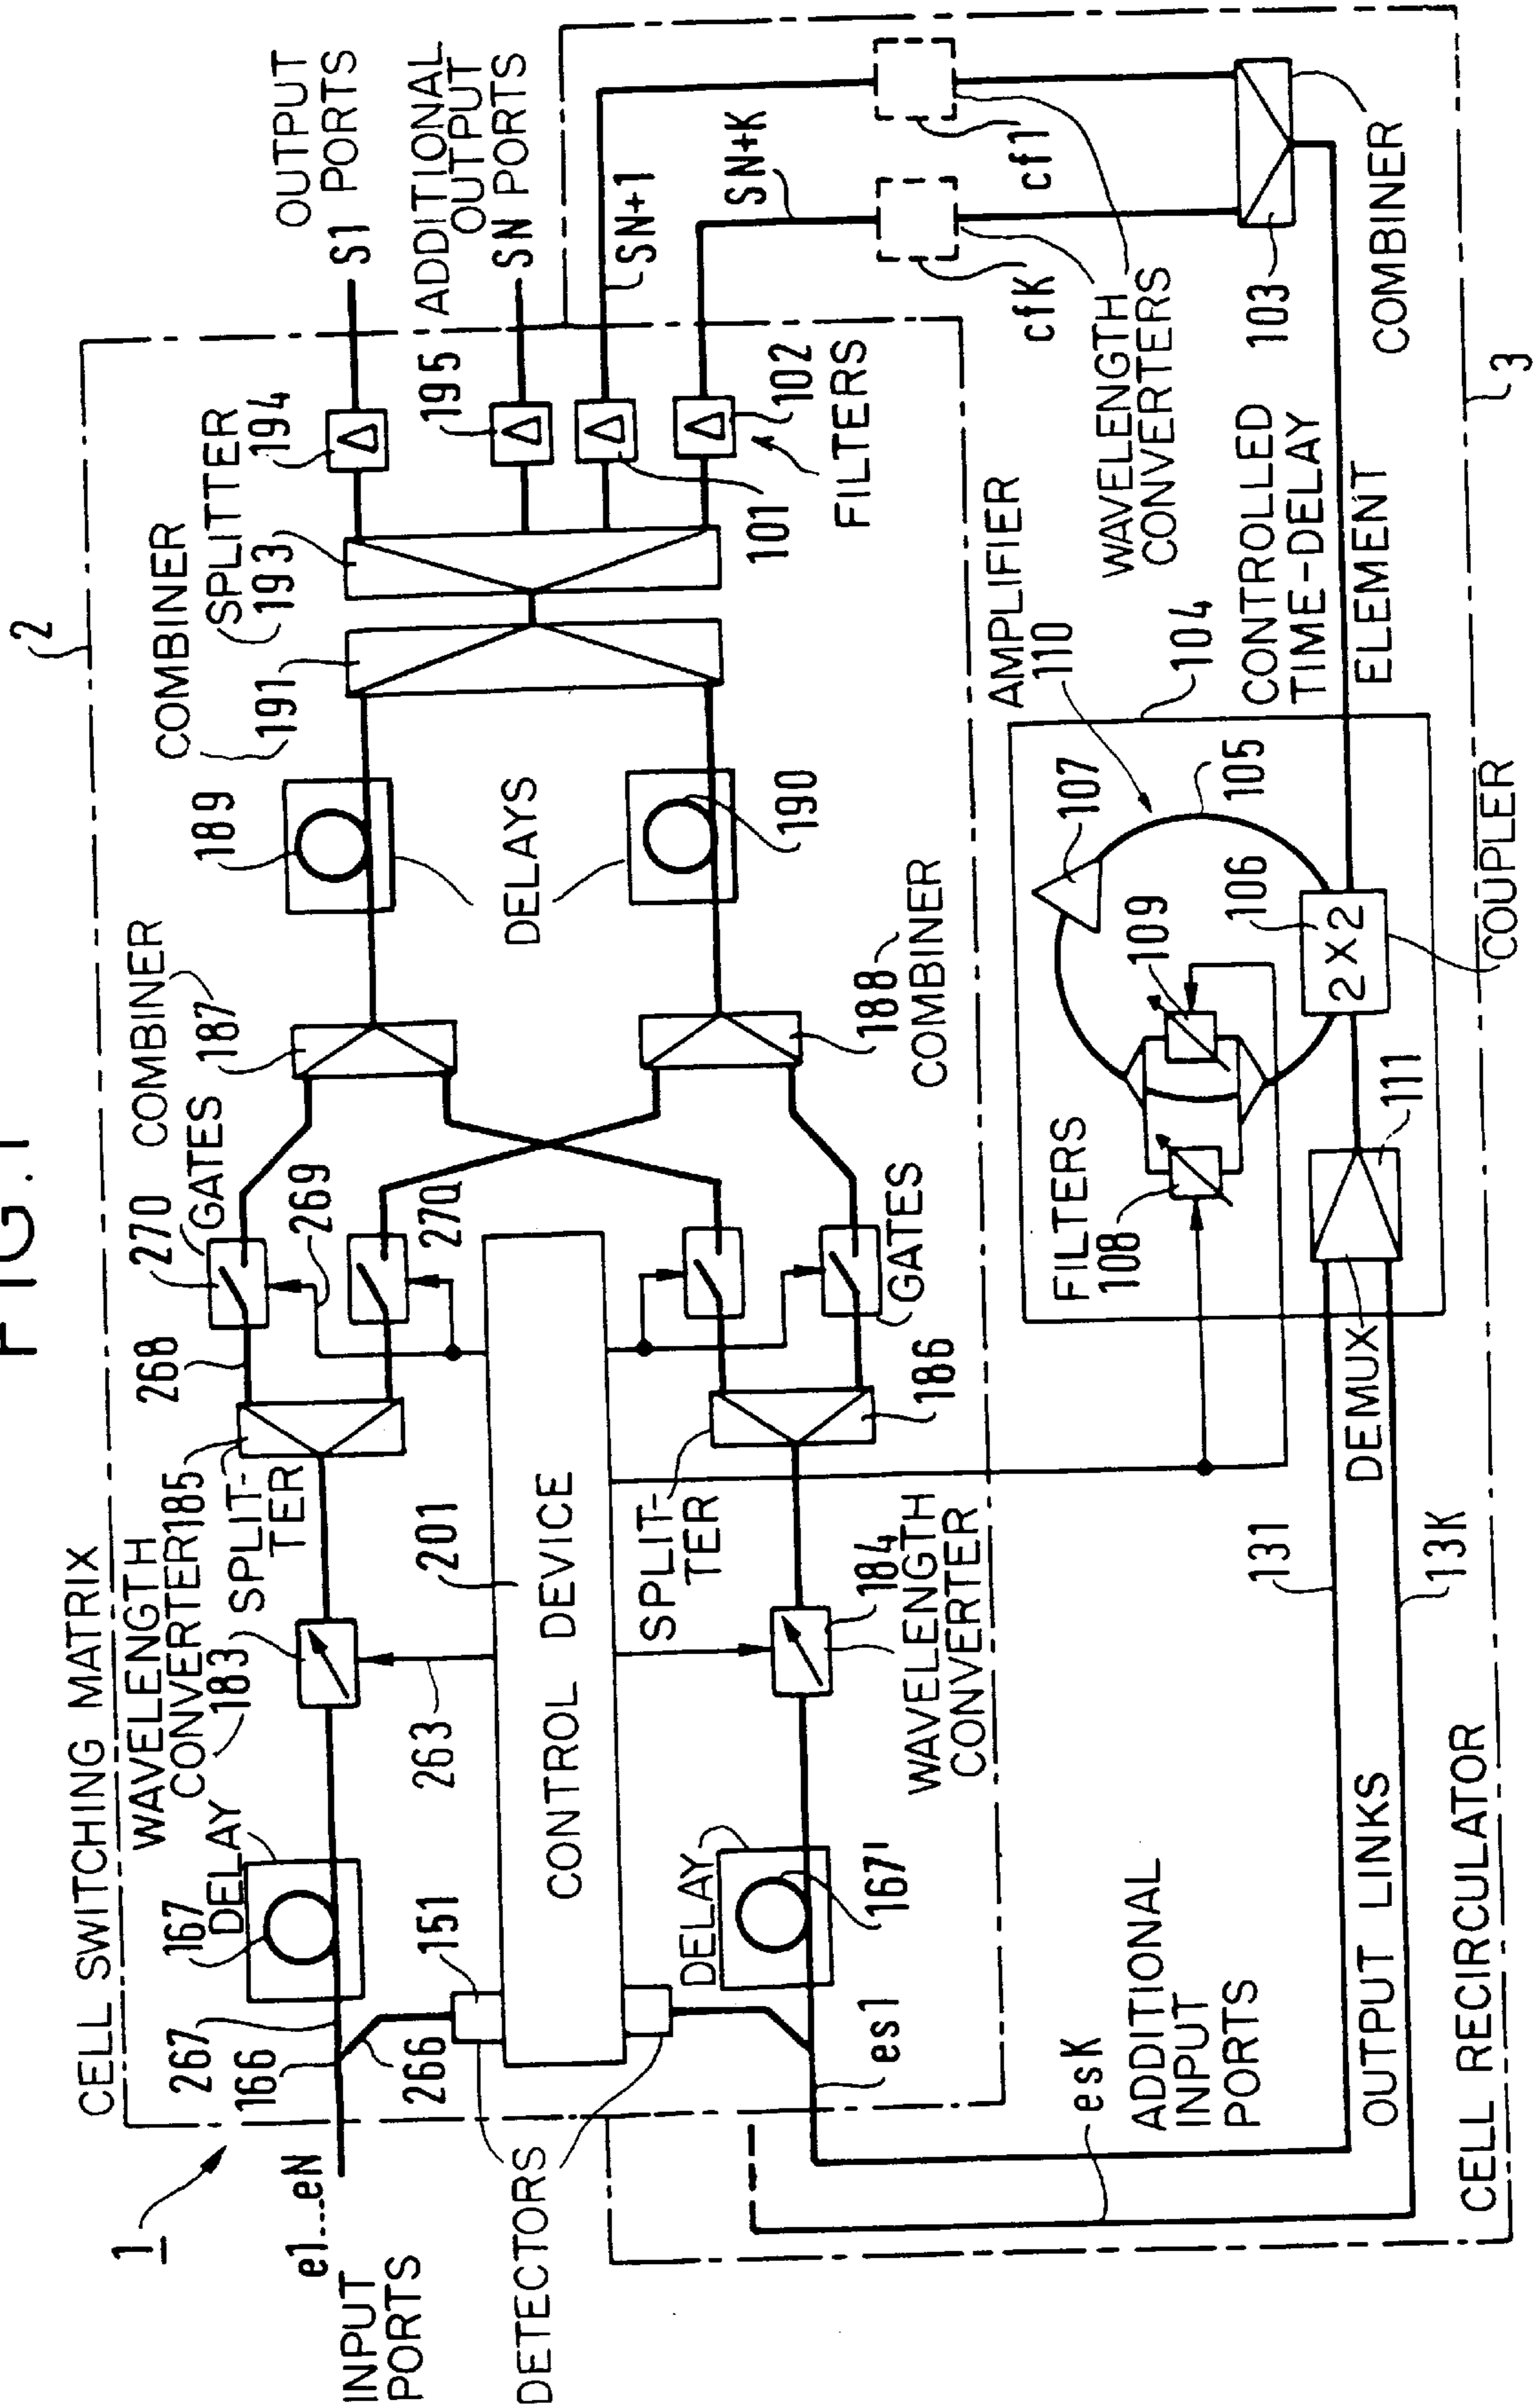 FIG.1
2
CELL SWITCHING MATRIX
WAVELENGTH
CONVERTER
183
185
SPLIT-
TER
268
270
GATES
269
270
COMBINER
187
189
COMBINER
191
SPLITTER
193
194
OUTPUT
PORTS
S1
ADDITIONAL
OUTPUT
PORTS
SN
195
SN+1
SN+K
101
102
FILTERS
1
267
166
266
e1...eN
INPUT
PORTS
167
DELAY
151
DETECTORS
263
201
CONTROL DEVICE
DELAYS
190
188
COMBINER
GATES
186
SPLIT-
TER
184
WAVELENGTH
CONVERTER
DELAY
167'
es1
esK
ADDITIONAL
INPUT
PORTS
OUTPUT LINKS
131
13K
CELL RECIRCULATOR
FILTERS
108
109
AMPLIFIER
110
107
105
106
2X2
COUPLER
111
DEMUX
104
CONTROLLED
TIME-DELAY
ELEMENT
WAVELENGTH
CONVERTERS
cfK
cf1
103
COMBINER
3